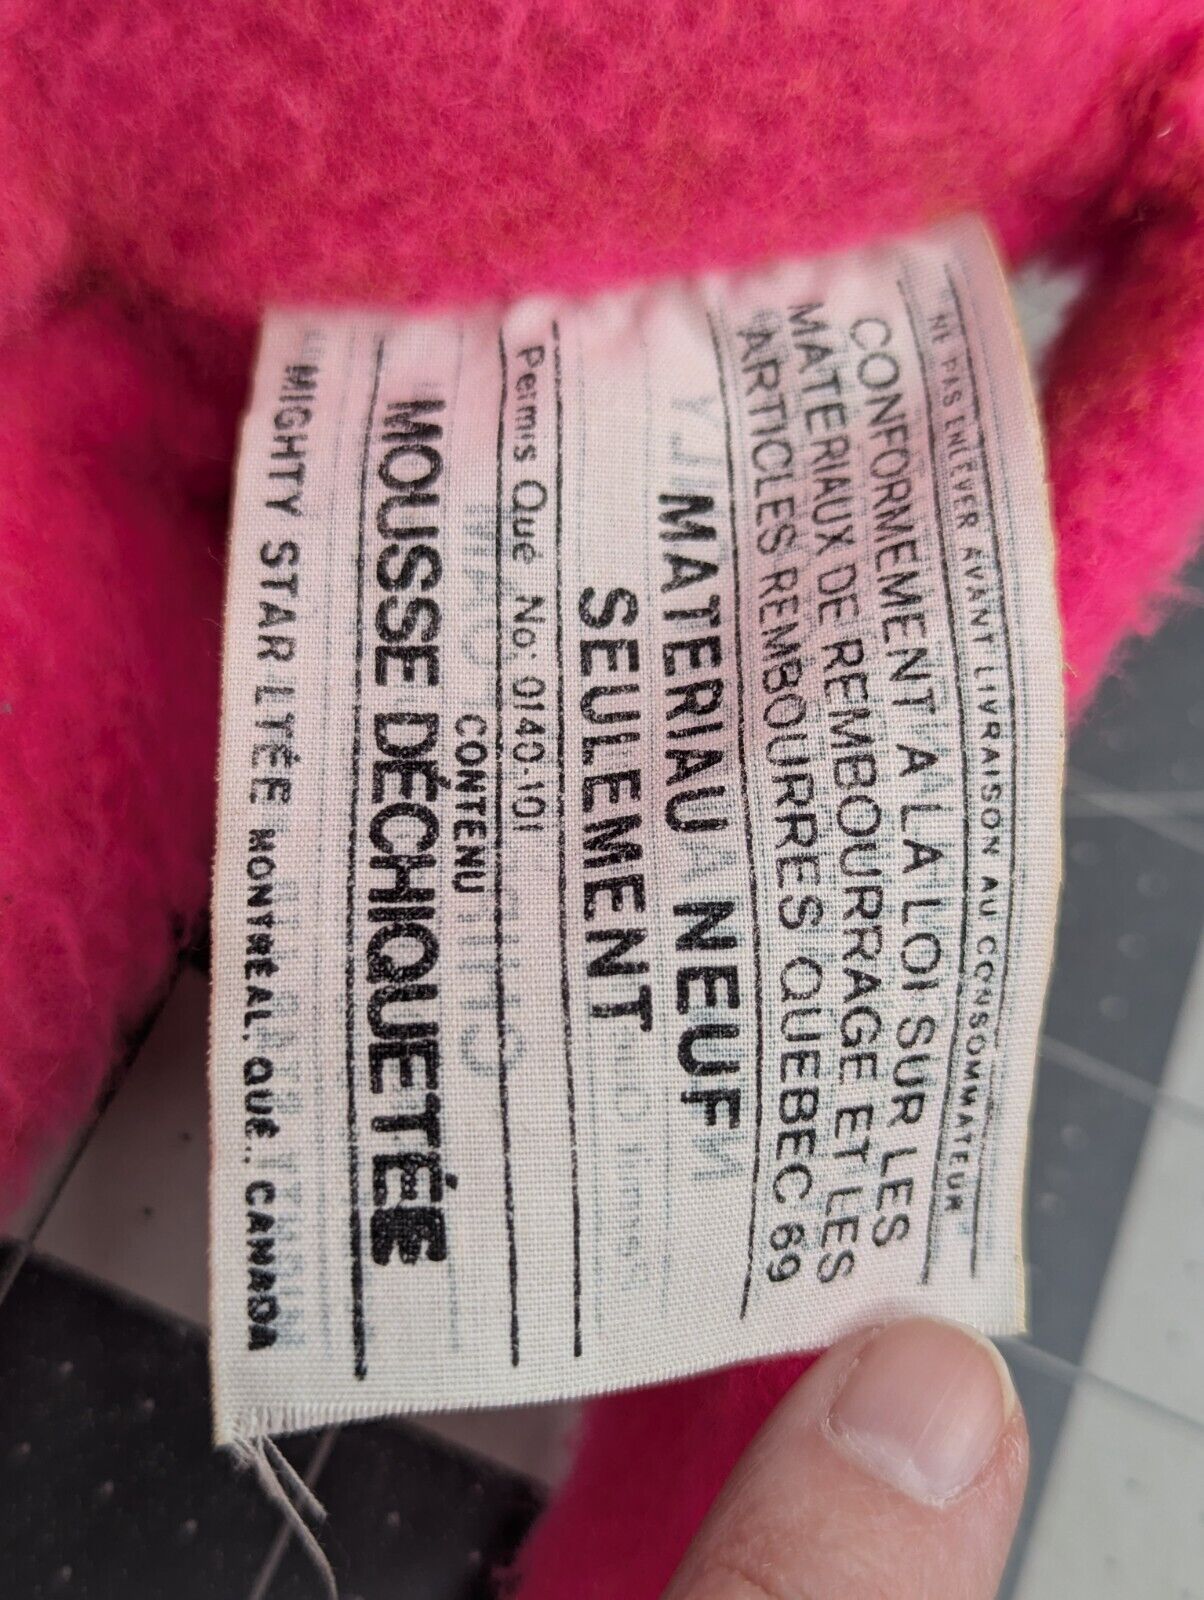 NE PAS ENLEVER AVANT LIVRAISON AU CONSOMMATEUR
CONFORMEMENT A LA LOI SUR LES
MATERIAUX DE REMBOURRAGE ET LES
ARTICLES REMBOURRES QUEBEC 69
MATERIAU NEUF
SEULEMENT
Permis Qué No: 0140-101
CONTENU
MOUSSE DÉCHIQUETÉE
MIGHTY STAR LTÉE MONTRÉAL, QUÉ., CANADA